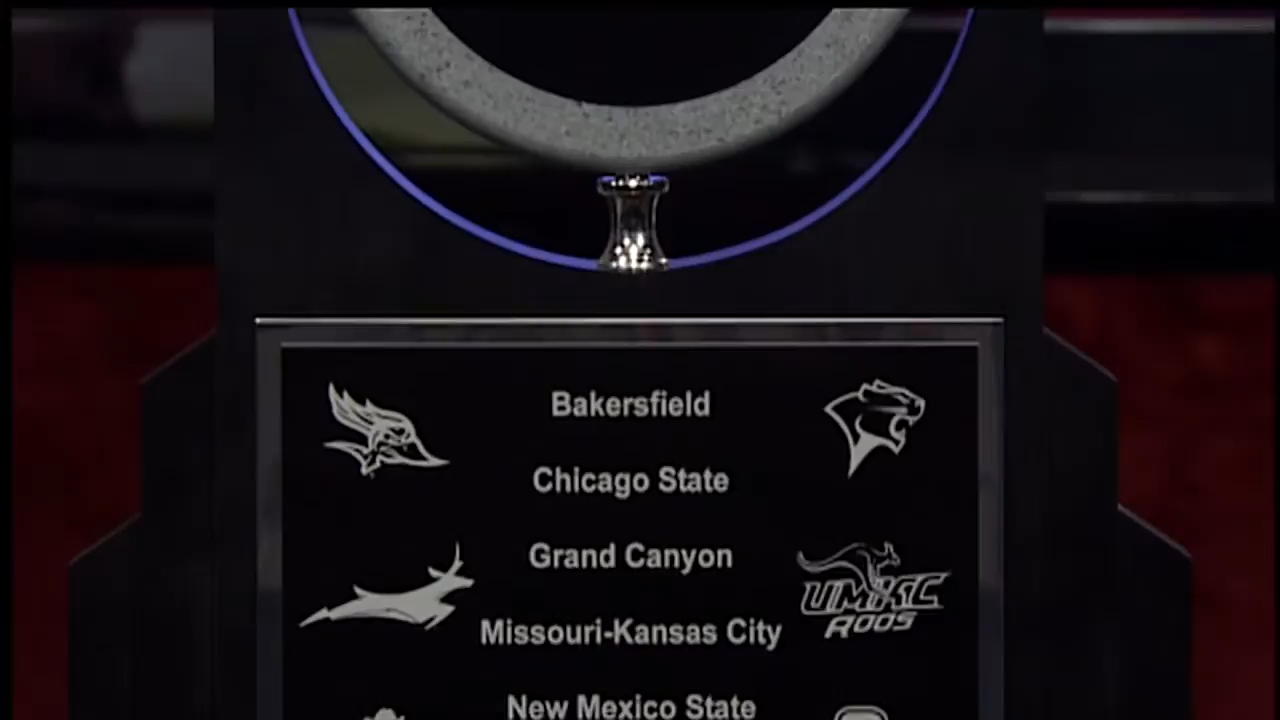 Bakersfield
Chicago State
Grand Canyon
UMKC
ROOS
Missouri-Kansas City
New Mexico State